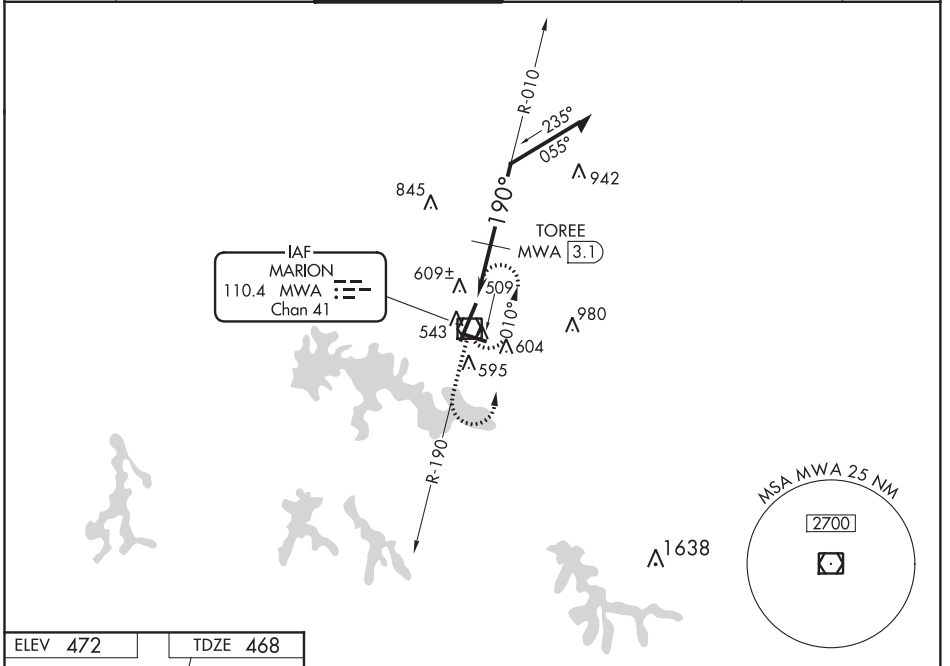 R-010
235°
055°
942
845
190°
TOREE
MWA 3.1
IAF
MARION
110.4 MWA
Chan 41
609±
509
010°
543
604
980
595
R-190
MSA MWA 25 NM
2700
1638
ELEV 472
TDZE 468